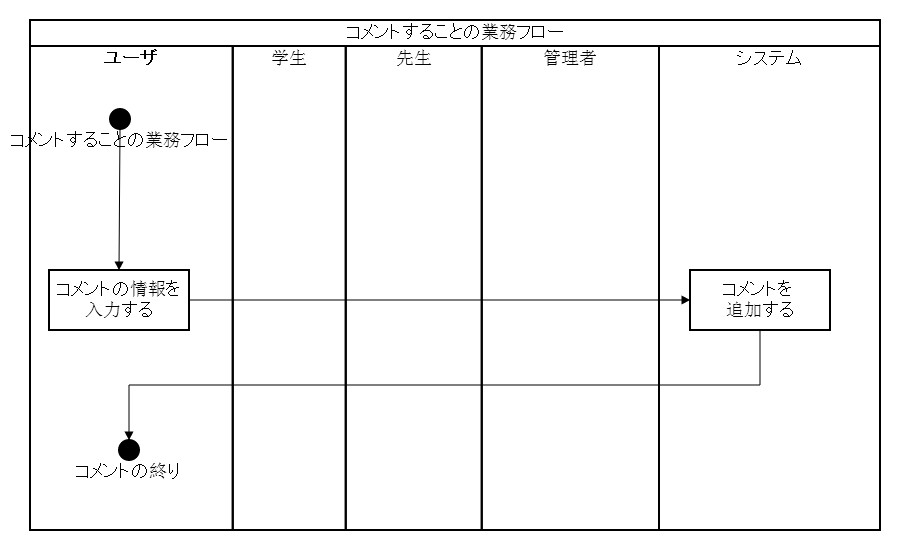 コメントすることの業務フロー
ユーザ
学生
先生
管理者
システム
コメントすることの業務フロー
コメントの情報を
入力する
コメントを
追加する
コメントの終り